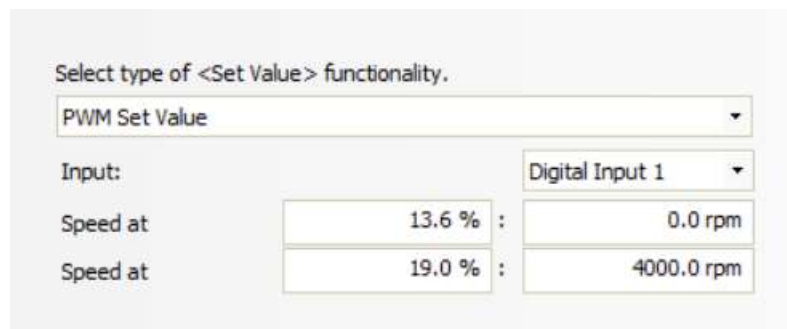 Select type of <Set Value> functionality.
PWM Set Value
Input: Digital Input 1
Speed at 13.6 % : 0.0 rpm
Speed at 19.0 % : 4000.0 rpm